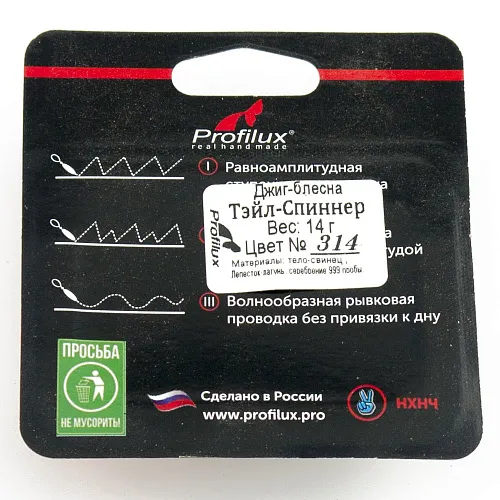 Profilux®
real handmade
I Равноамплитудная
Profilux
Джиг-блесна
Тэйл-Спиннер
Вес: 14 г
Цвет № 314
Материалы: тело-свинец,
Лепесток-латунь, серебрение 999 пробы
III Волнообразная рывковая
проводка без привязки к дну
ПРОСЬБА
НЕ МУСОРИТЬ!
Сделано в России
www.profilux.pro
НХНЧ